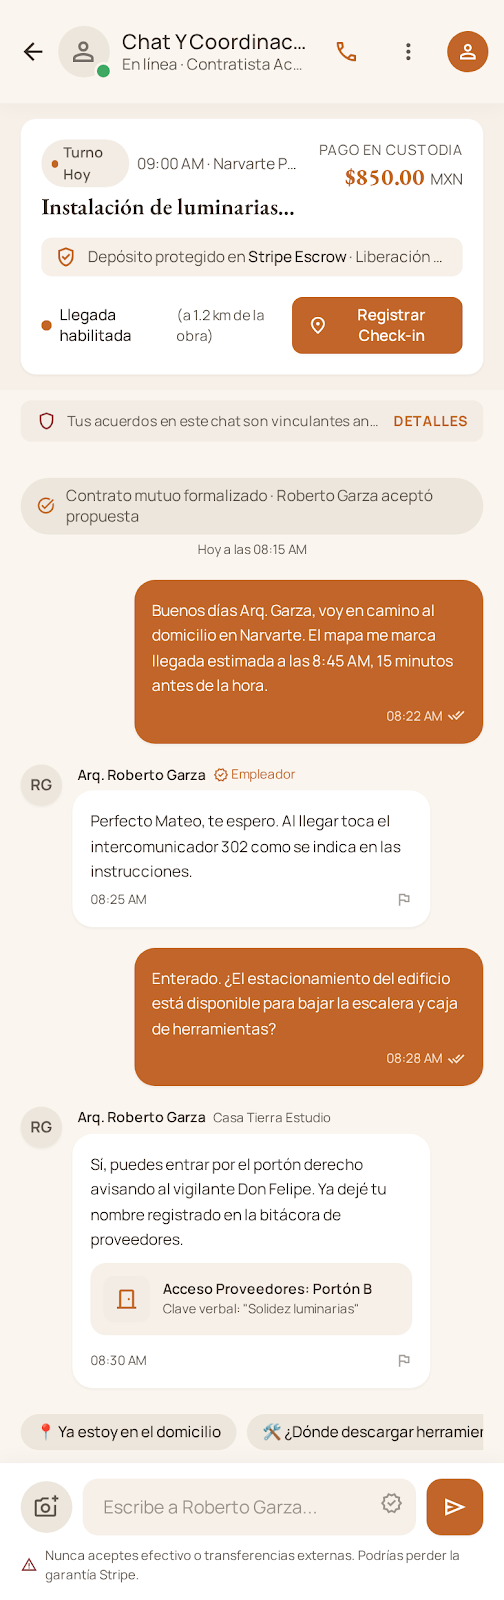 Chat Y Coordinac...
En línea · Contratista Ac...
Turno
Hoy
09:00 AM · Narvarte P...
PAGO EN CUSTODIA
$850.00 MXN
Instalación de luminarias...
Depósito protegido en Stripe Escrow · Liberación ...
Llegada
habilitada
(a 1.2 km de la
obra)
Registrar
Check-in
Tus acuerdos en este chat son vinculantes an...
DETALLES
Contrato mutuo formalizado · Roberto Garza aceptó
propuesta
Hoy a las 08:15 AM
Buenos días Arq. Garza, voy en camino al
domicilio en Narvarte. El mapa me marca
llegada estimada a las 8:45 AM, 15 minutos
antes de la hora.
08:22 AM
RG
Arq. Roberto Garza Empleador
Perfecto Mateo, te espero. Al llegar toca el
intercomunicador 302 como se indica en las
instrucciones.
08:25 AM
Enterado. ¿El estacionamiento del edificio
está disponible para bajar la escalera y caja
de herramientas?
08:28 AM
RG
Arq. Roberto Garza Casa Tierra Estudio
Sí, puedes entrar por el portón derecho
avisando al vigilante Don Felipe. Ya dejé tu
nombre registrado en la bitácora de
proveedores.
Acceso Proveedores: Portón B
Clave verbal: "Solidez luminarias"
08:30 AM
📍 Ya estoy en el domicilio
🛠️ ¿Dónde descargar herramier
Escribe a Roberto Garza...
Nunca aceptes efectivo o transferencias externas. Podrías perder la
garantía Stripe.